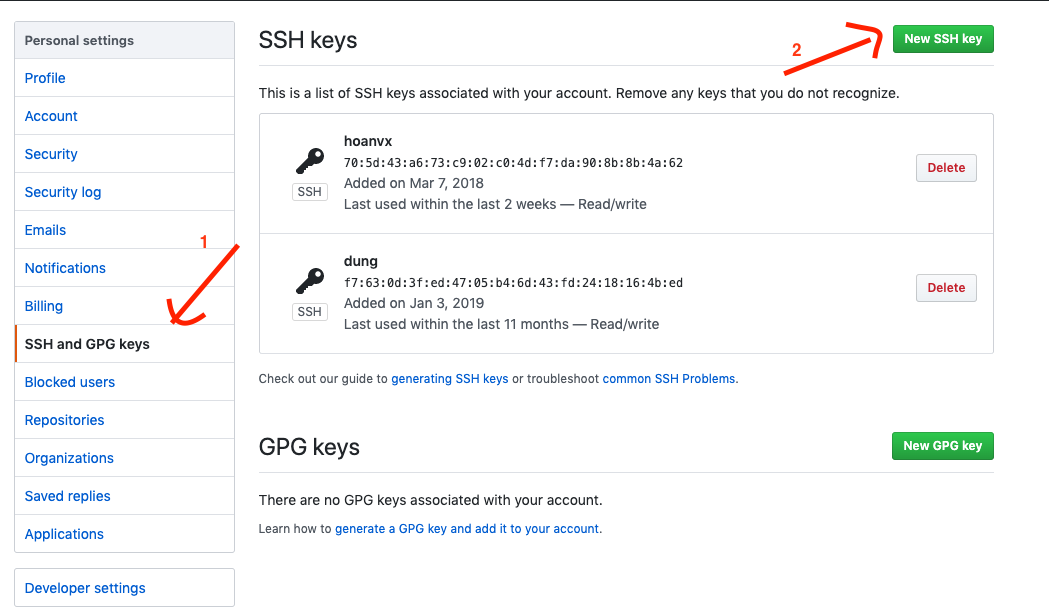 Personal settings
Profile
Account
Security
Security log
Emails
Notifications
Billing
SSH and GPG keys
Blocked users
Repositories
Organizations
Saved replies
Applications
Developer settings
1
SSH keys
2
New SSH key
This is a list of SSH keys associated with your account. Remove any keys that you do not recognize.
hoanvx
70:5d:43:a6:73:c9:02:c0:4d:f7:da:90:8b:8b:4a:62
Added on Mar 7, 2018
Last used within the last 2 weeks — Read/write
SSH
Delete
dung
f7:63:0d:3f:ed:47:05:b4:6d:43:fd:24:18:16:4b:ed
Added on Jan 3, 2019
Last used within the last 11 months — Read/write
SSH
Delete
Check out our guide to generating SSH keys or troubleshoot common SSH Problems.
GPG keys
New GPG key
There are no GPG keys associated with your account.
Learn how to generate a GPG key and add it to your account.